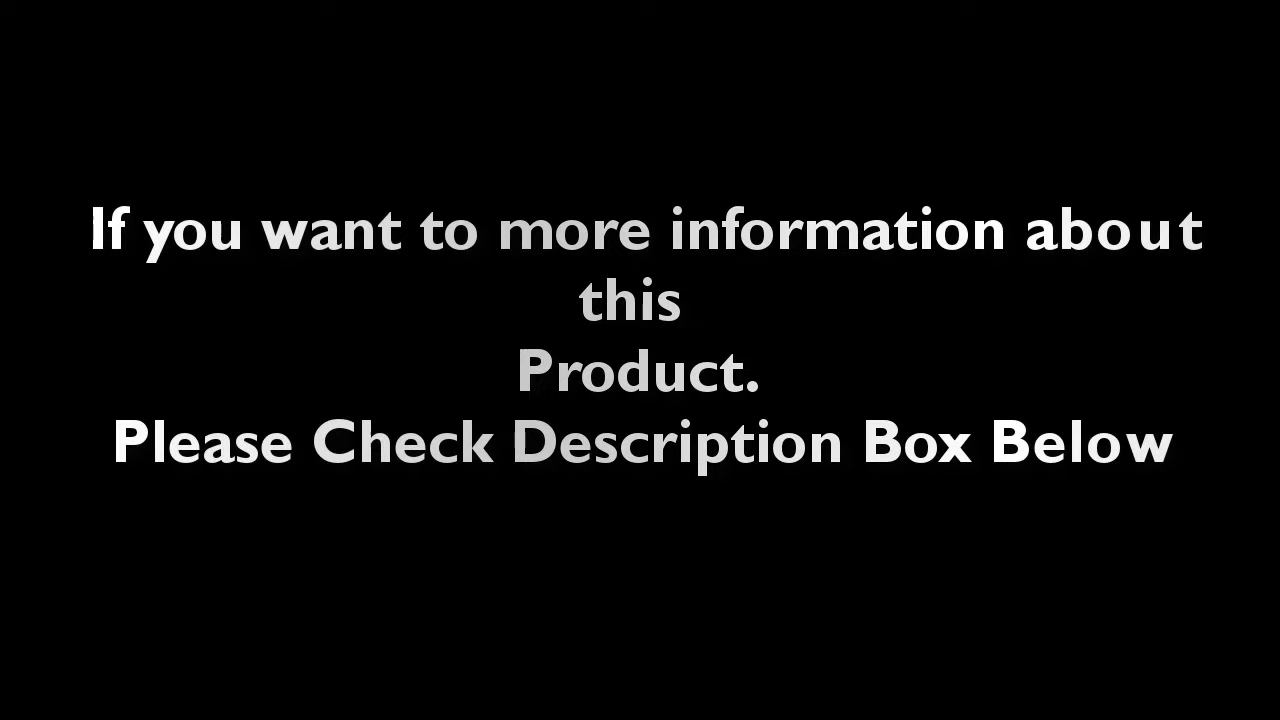 If you want to more information about
this
Product.
Please Check Description Box Below